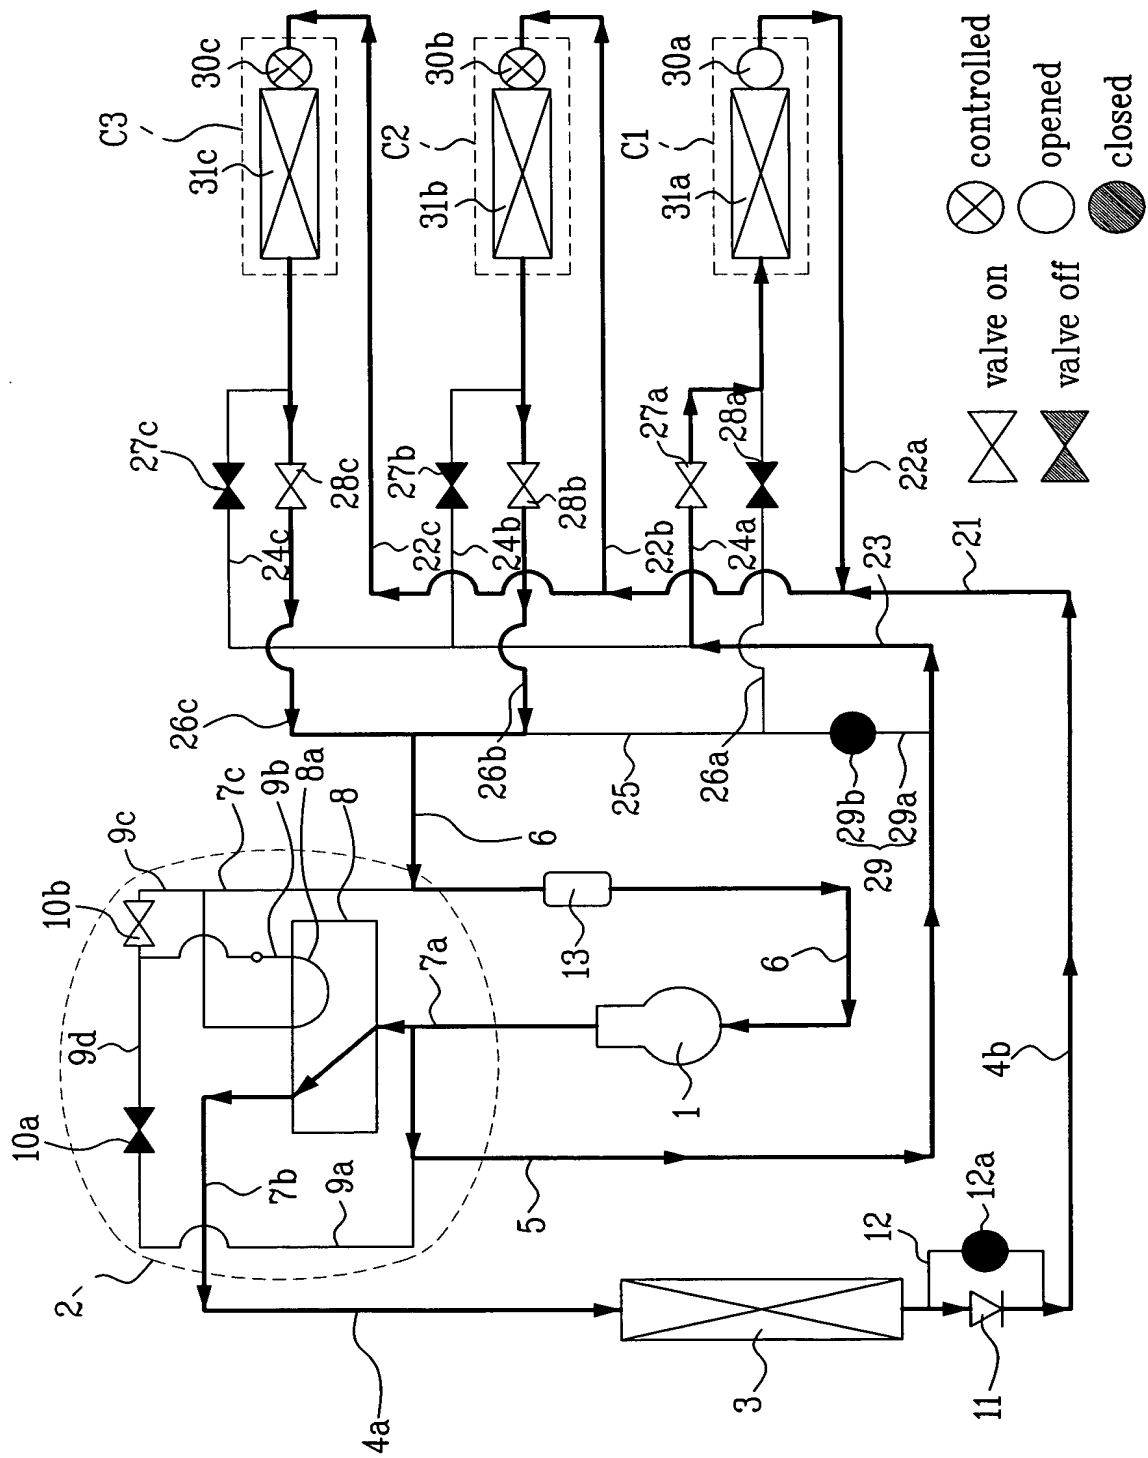 10a
10b
2
9d
C3
9c
27c
26c
31c
30c
7c
24c
9b
7b
8a
9a
8
28c
4a
C2
27b
22c
7a
31b
30b
26b
24b
5
6
28b
13
25
C1
27a
22b
31a
30a
1
26a
28a
24a
3
6
29b
29
29a
12
23
22a
21
12a
11
4b
valve on
controlled
valve off
opened
closed